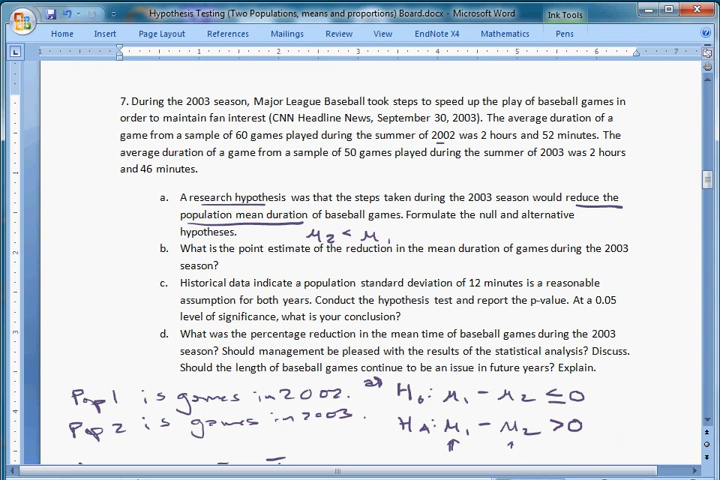 Hypothesis Testing (Two Populations, means and proportions) Board.docx - Microsoft Word
Ink Tools
Home Insert Page Layout References Mailings Review View EndNote X4 Mathematics Pens
7. During the 2003 season, Major League Baseball took steps to speed up the play of baseball games in
order to maintain fan interest (CNN Headline News, September 30, 2003). The average duration of a
game from a sample of 60 games played during the summer of 2002 was 2 hours and 52 minutes. The
average duration of a game from a sample of 50 games played during the summer of 2003 was 2 hours
and 46 minutes.
a. A research hypothesis was that the steps taken during the 2003 season would reduce the
population mean duration of baseball games. Formulate the null and alternative
hypotheses.
μ2 < μ1
b. What is the point estimate of the reduction in the mean duration of games during the 2003
season?
c. Historical data indicate a population standard deviation of 12 minutes is a reasonable
assumption for both years. Conduct the hypothesis test and report the p-value. At a 0.05
level of significance, what is your conclusion?
d. What was the percentage reduction in the mean time of baseball games during the 2003
season? Should management be pleased with the results of the statistical analysis? Discuss.
Should the length of baseball games continue to be an issue in future years? Explain.
Pop 1 is games in 2002. a) H0: μ1 - μ2 ≤ 0
Pop 2 is games in 2003. HA: μ1 - μ2 > 0